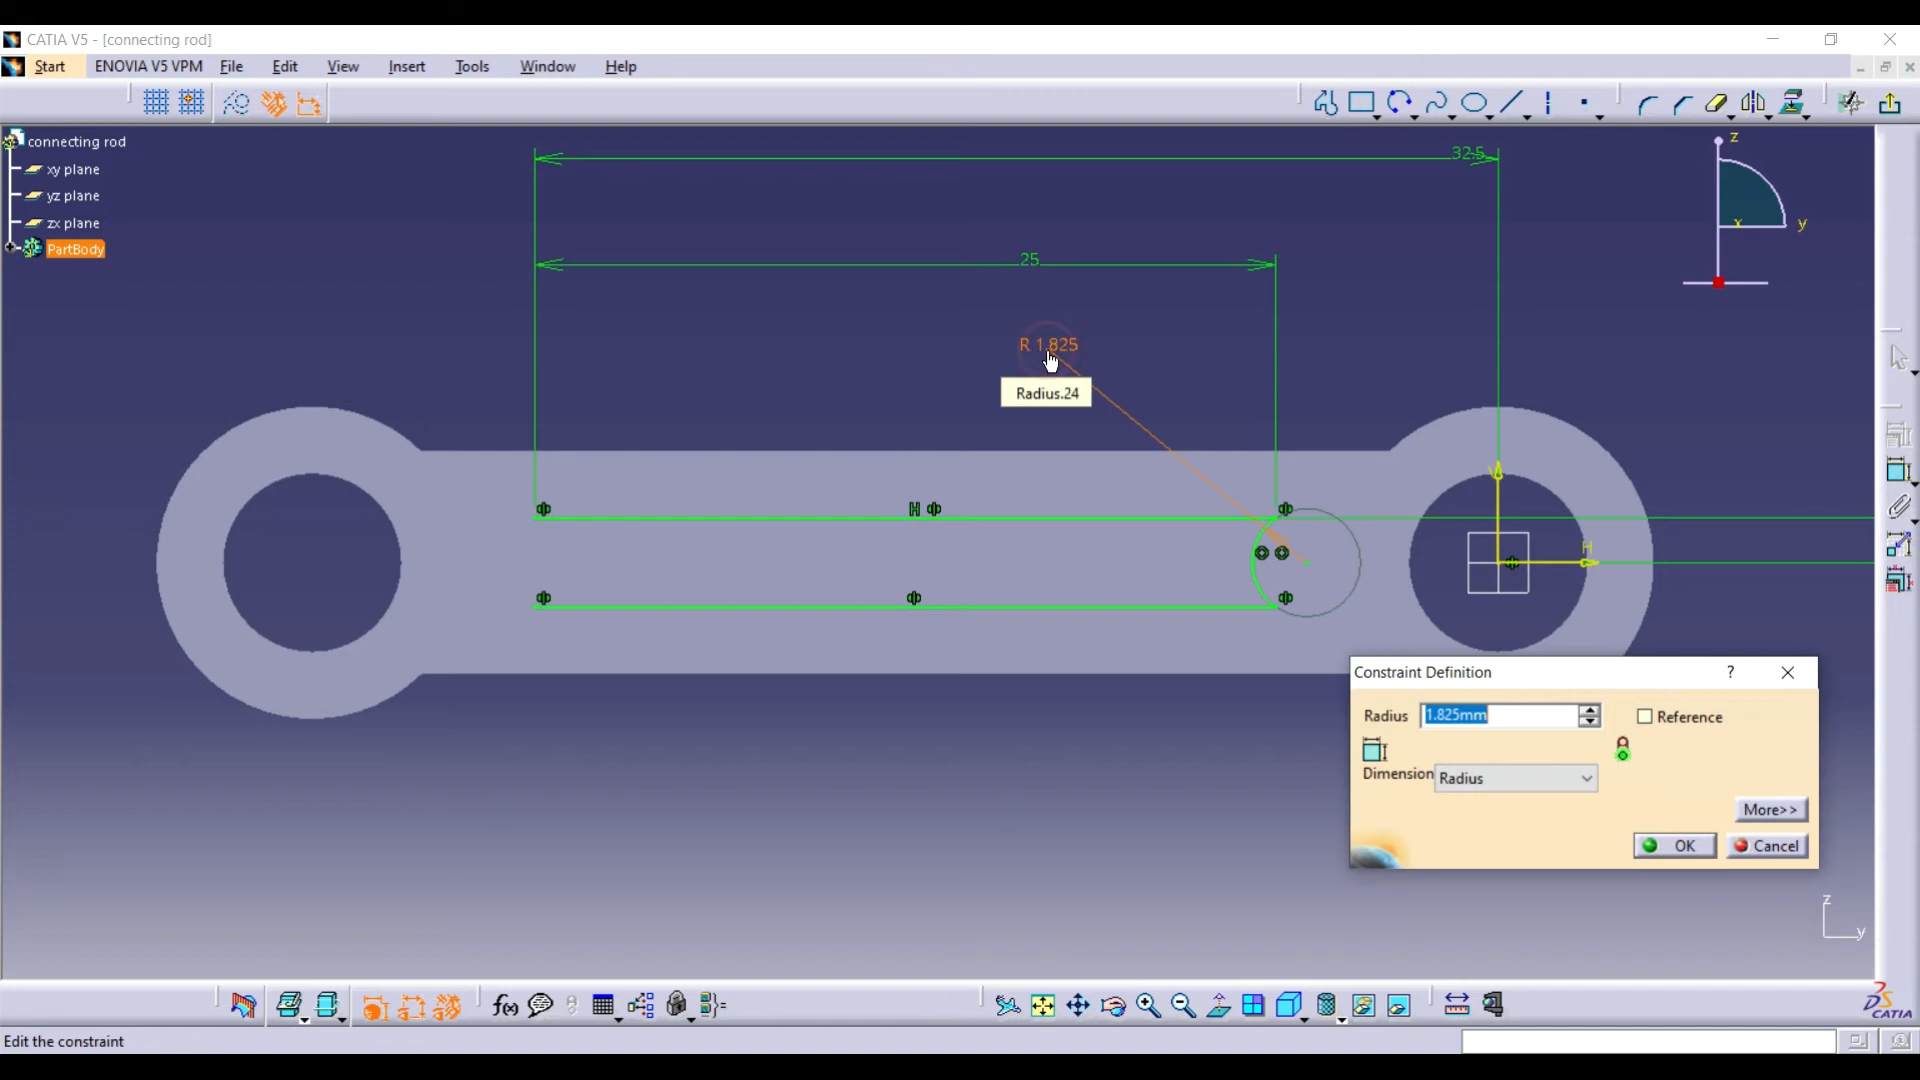 CATIA V5 - [connecting rod]
Start ENOVIA V5 VPM File Edit View Insert Tools Window Help
connecting rod
xy plane
yz plane
zx plane
PartBody
z
x
y
32.5
25
R 1.825
Radius.24
H
V
H
Constraint Definition
?
Radius 1.825mm Reference
Dimension Radius
More>>
OK Cancel
z
y
f(x)
DS
CATIA
Edit the constraint